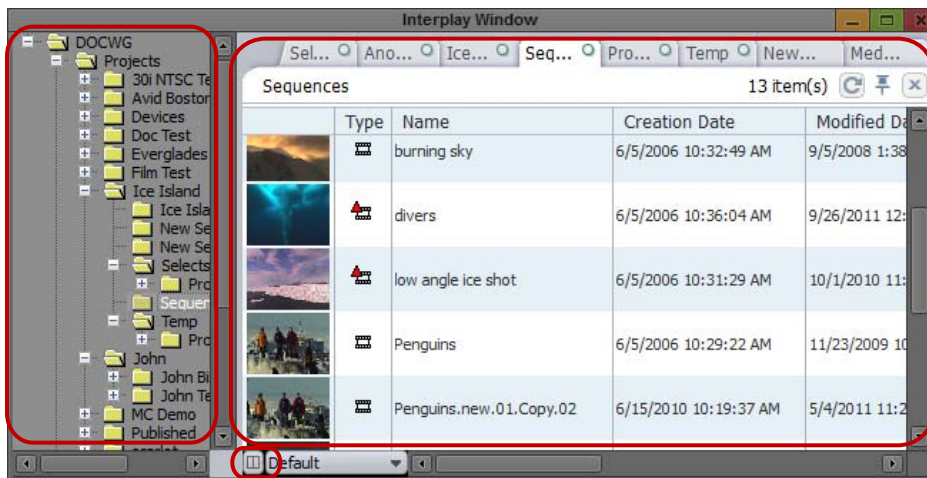 Interplay Window
DOCWG
Projects
30i NTSC Te
Avid Boston
Devices
Doc Test
Everglades
Film Test
Ice Island
Ice Isla
New Se
New Se
Selects
Pro
Sequen
Temp
Pro
John
John Bi
John Te
MC Demo
Published
Sel... Ano... Ice... Seq... Pro... Temp New... Med...
Sequences 13 item(s)
Type Name Creation Date Modified Da
burning sky 6/5/2006 10:32:49 AM 9/5/2008 1:38
divers 6/5/2006 10:36:04 AM 9/26/2011 12:
low angle ice shot 6/5/2006 10:31:29 AM 10/1/2010 11:
Penguins 6/5/2006 10:29:22 AM 11/23/2009 10
Penguins.new.01.Copy.02 6/15/2010 10:19:37 AM 5/4/2011 11:2
Default